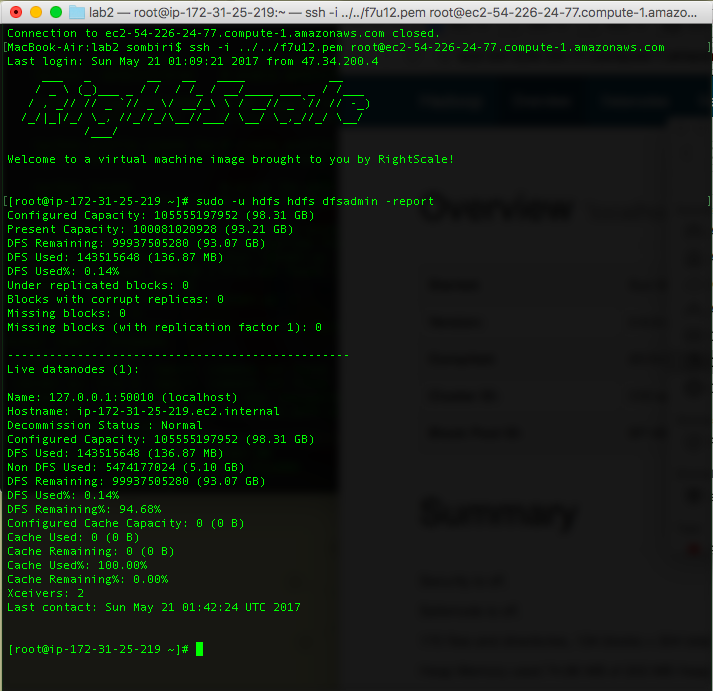 lab2 — root@ip-172-31-25-219:~ — ssh -i ../../f7u12.pem root@ec2-54-226-24-77.compute-1.amazo...
Connection to ec2-54-226-24-77.compute-1.amazonaws.com closed.
[MacBook-Air:lab2 sombiri$ ssh -i ../../f7u12.pem root@ec2-54-226-24-77.compute-1.amazonaws.com ]
Last login: Sun May 21 01:09:21 2017 from 47.34.200.4
RightScale
Welcome to a virtual machine image brought to you by RightScale!
[[root@ip-172-31-25-219 ~]# sudo -u hdfs hdfs dfsadmin -report ]
Configured Capacity: 105555197952 (98.31 GB)
Present Capacity: 100081020928 (93.21 GB)
DFS Remaining: 99937505280 (93.07 GB)
DFS Used: 143515648 (136.87 MB)
DFS Used%: 0.14%
Under replicated blocks: 0
Blocks with corrupt replicas: 0
Missing blocks: 0
Missing blocks (with replication factor 1): 0
-------------------------------------------------
Live datanodes (1):
Name: 127.0.0.1:50010 (localhost)
Hostname: ip-172-31-25-219.ec2.internal
Decommission Status : Normal
Configured Capacity: 105555197952 (98.31 GB)
DFS Used: 143515648 (136.87 MB)
Non DFS Used: 5474177024 (5.10 GB)
DFS Remaining: 99937505280 (93.07 GB)
DFS Used%: 0.14%
DFS Remaining%: 94.68%
Configured Cache Capacity: 0 (0 B)
Cache Used: 0 (0 B)
Cache Remaining: 0 (0 B)
Cache Used%: 100.00%
Cache Remaining%: 0.00%
Xceivers: 2
Last contact: Sun May 21 01:42:24 UTC 2017
[root@ip-172-31-25-219 ~]#
Overview
Summary